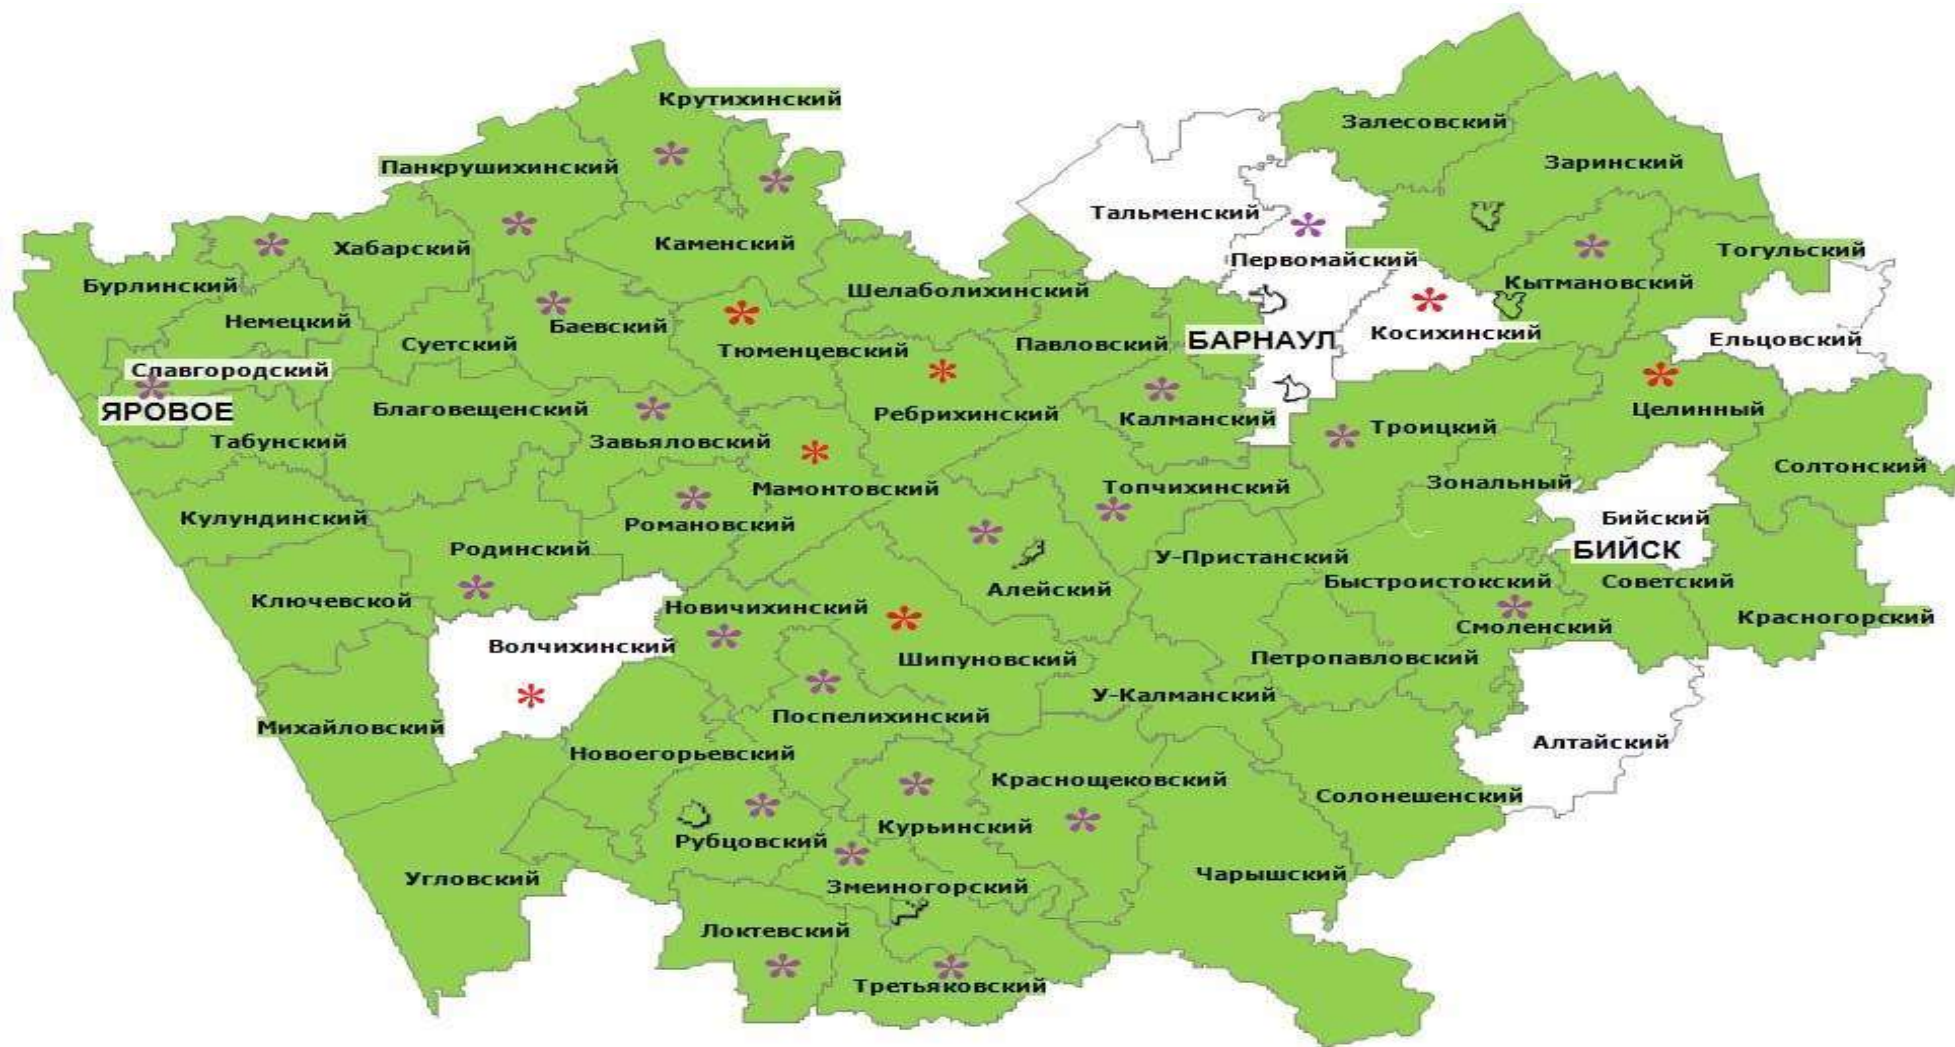 Крутихинский
Залесовский
Панкрушихинский
Заринский
Тальменский
Каменский
Хабарский
Тогульский
Первомайский
Кытмановский
Бурлинский
Шелаболихинский
Немецкий
Баевский
Косихинский
БАРНАУЛ
Ельцовский
Суетский
Тюменцевский
Павловский
Славгородский
ЯРОВОЕ
Благовещенский
Ребрихинский
Калманский
Целинный
Троицкий
Табунский
Завьяловский
Солтонский
Зональный
Мамонтовский
Топчихинский
Кулундинский
Романовский
Бийский
БИЙСК
Родинский
У-Пристанский
Быстроистокский
Советский
Алейский
Ключевской
Новичихинский
Красногорский
Смоленский
Волчихинский
Шипуновский
Петропавловский
У-Калманский
Поспелихинский
Михайловский
Алтайский
Новоегорьевский
Краснощековский
Солонешенский
Курьинский
Рубцовский
Чарышский
Угловский
Змеиногорский
Локтевский
Третьяковский